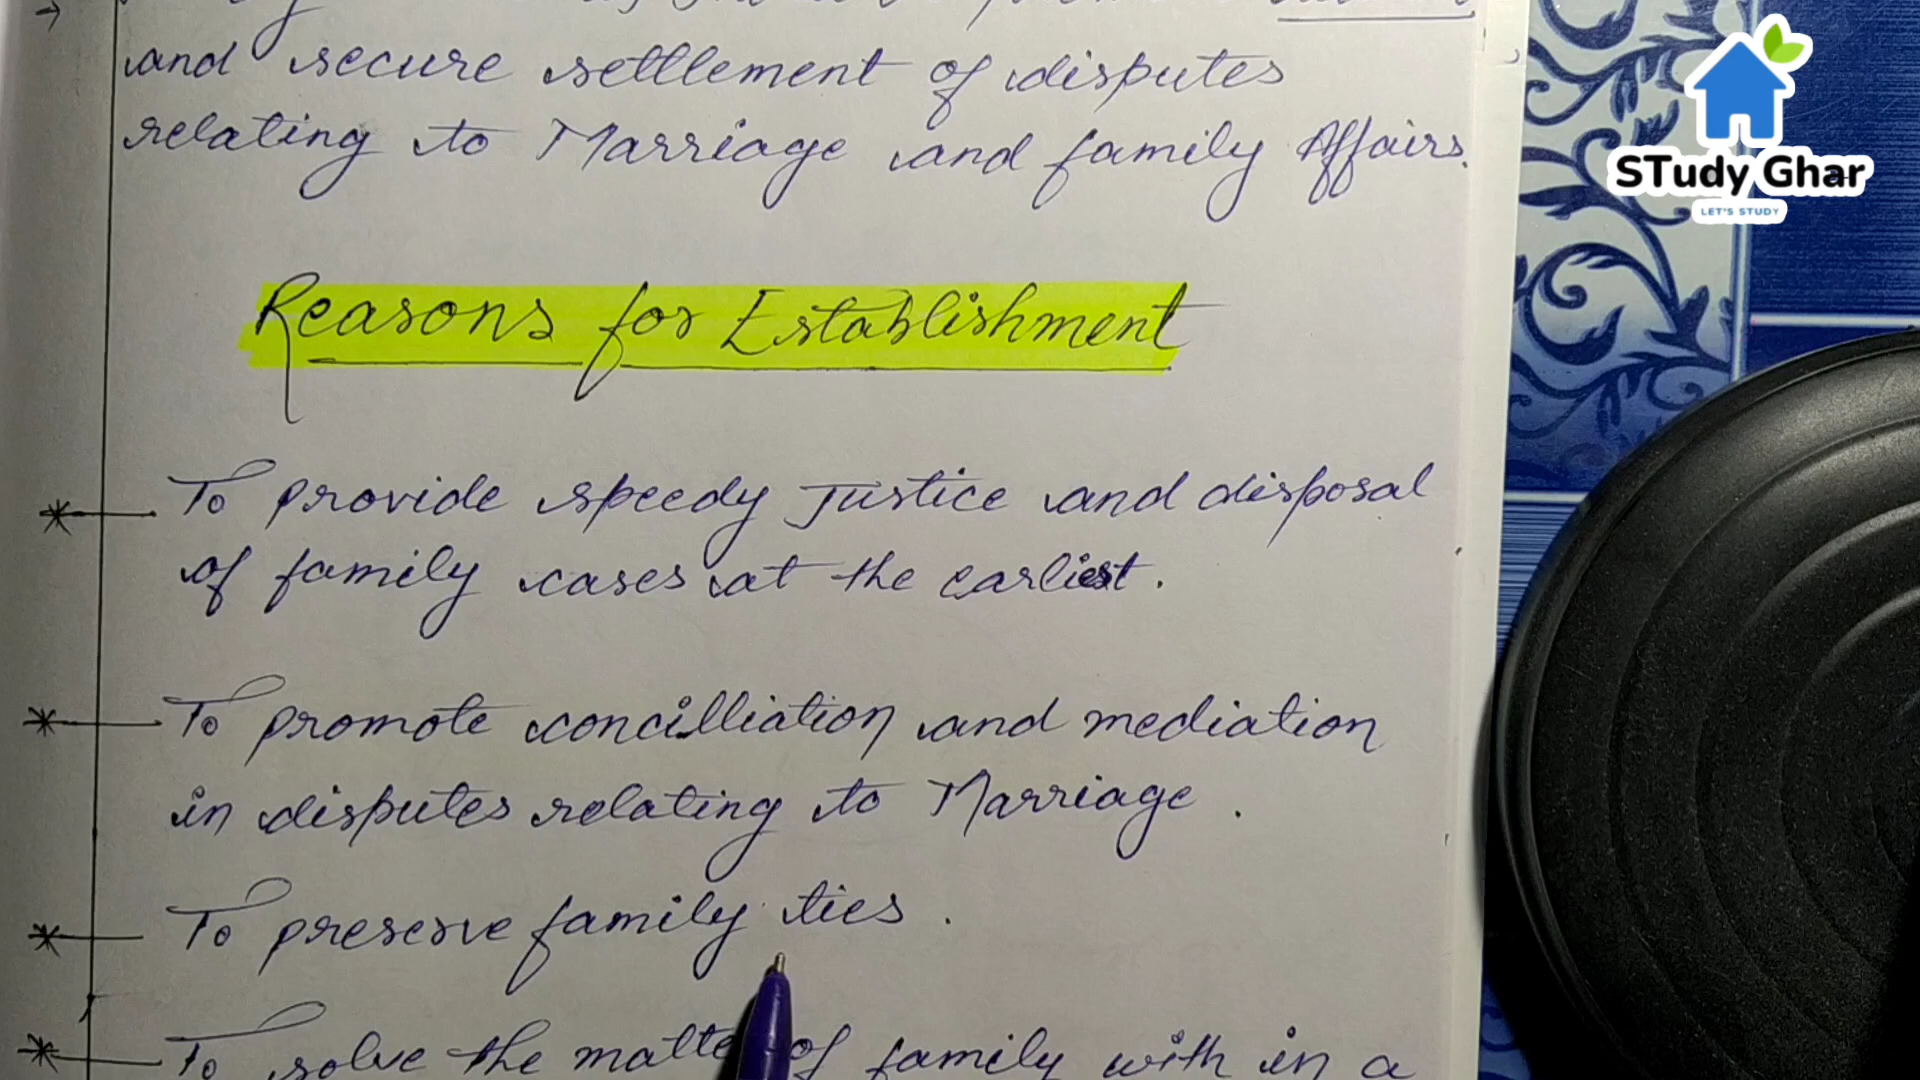 and secure settlement of disputes
relating to Marriage and family Affairs.
Reasons for Establishment
To provide speedy Justice and disposal
of family cases at the earliest.
To promote concilliation and mediation
in disputes relating to Marriage.
To preserve family ties.
To solve the matter of family with in a
STudy Ghar
LET'S STUDY